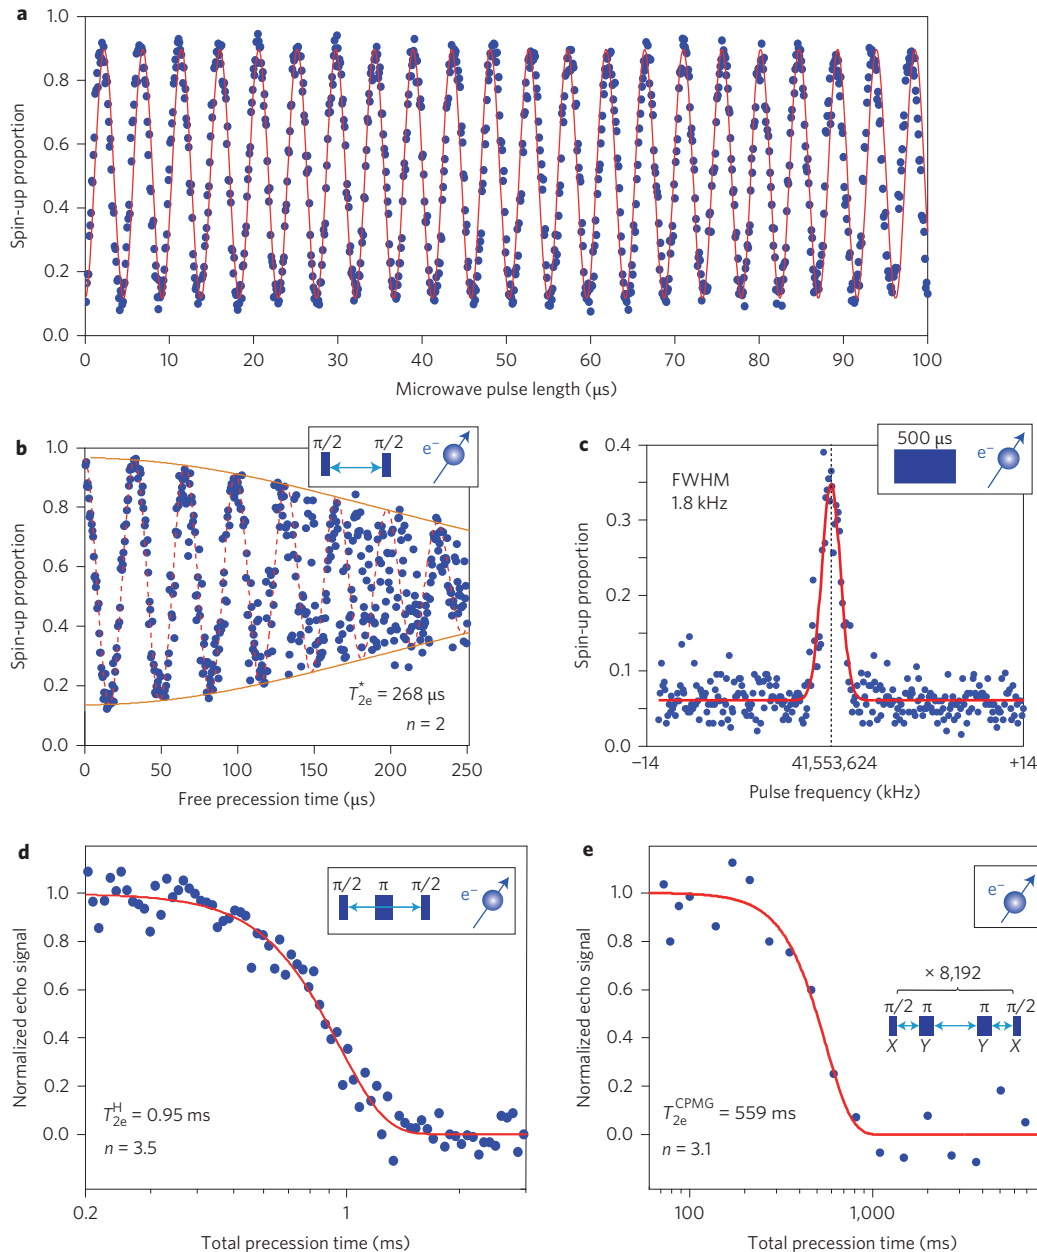 a
1.0
0.8
0.6
0.4
0.2
0.0
Spin-up proportion
0 10 20 30 40 50 60 70 80 90 100
Microwave pulse length (μs)
b
1.0
0.8
0.6
0.4
0.2
0.0
Spin-up proportion
π/2 π/2
e⁻
T*2e = 268 μs
n = 2
0 50 100 150 200 250
Free precession time (μs)
c
0.4
0.3
0.2
0.1
0.0
Spin-up proportion
500 μs
e⁻
FWHM
1.8 kHz
−14 41,553,624 +14
Pulse frequency (kHz)
d
1.0
0.8
0.6
0.4
0.2
0.0
Normalized echo signal
π/2 π π/2
e⁻
T^H2e = 0.95 ms
n = 3.5
0.2 1
Total precession time (ms)
e
1.0
0.8
0.6
0.4
0.2
0.0
Normalized echo signal
e⁻
× 8,192
π/2 π π π/2
X Y Y X
T^CPMG2e = 559 ms
n = 3.1
100 1,000
Total precession time (ms)